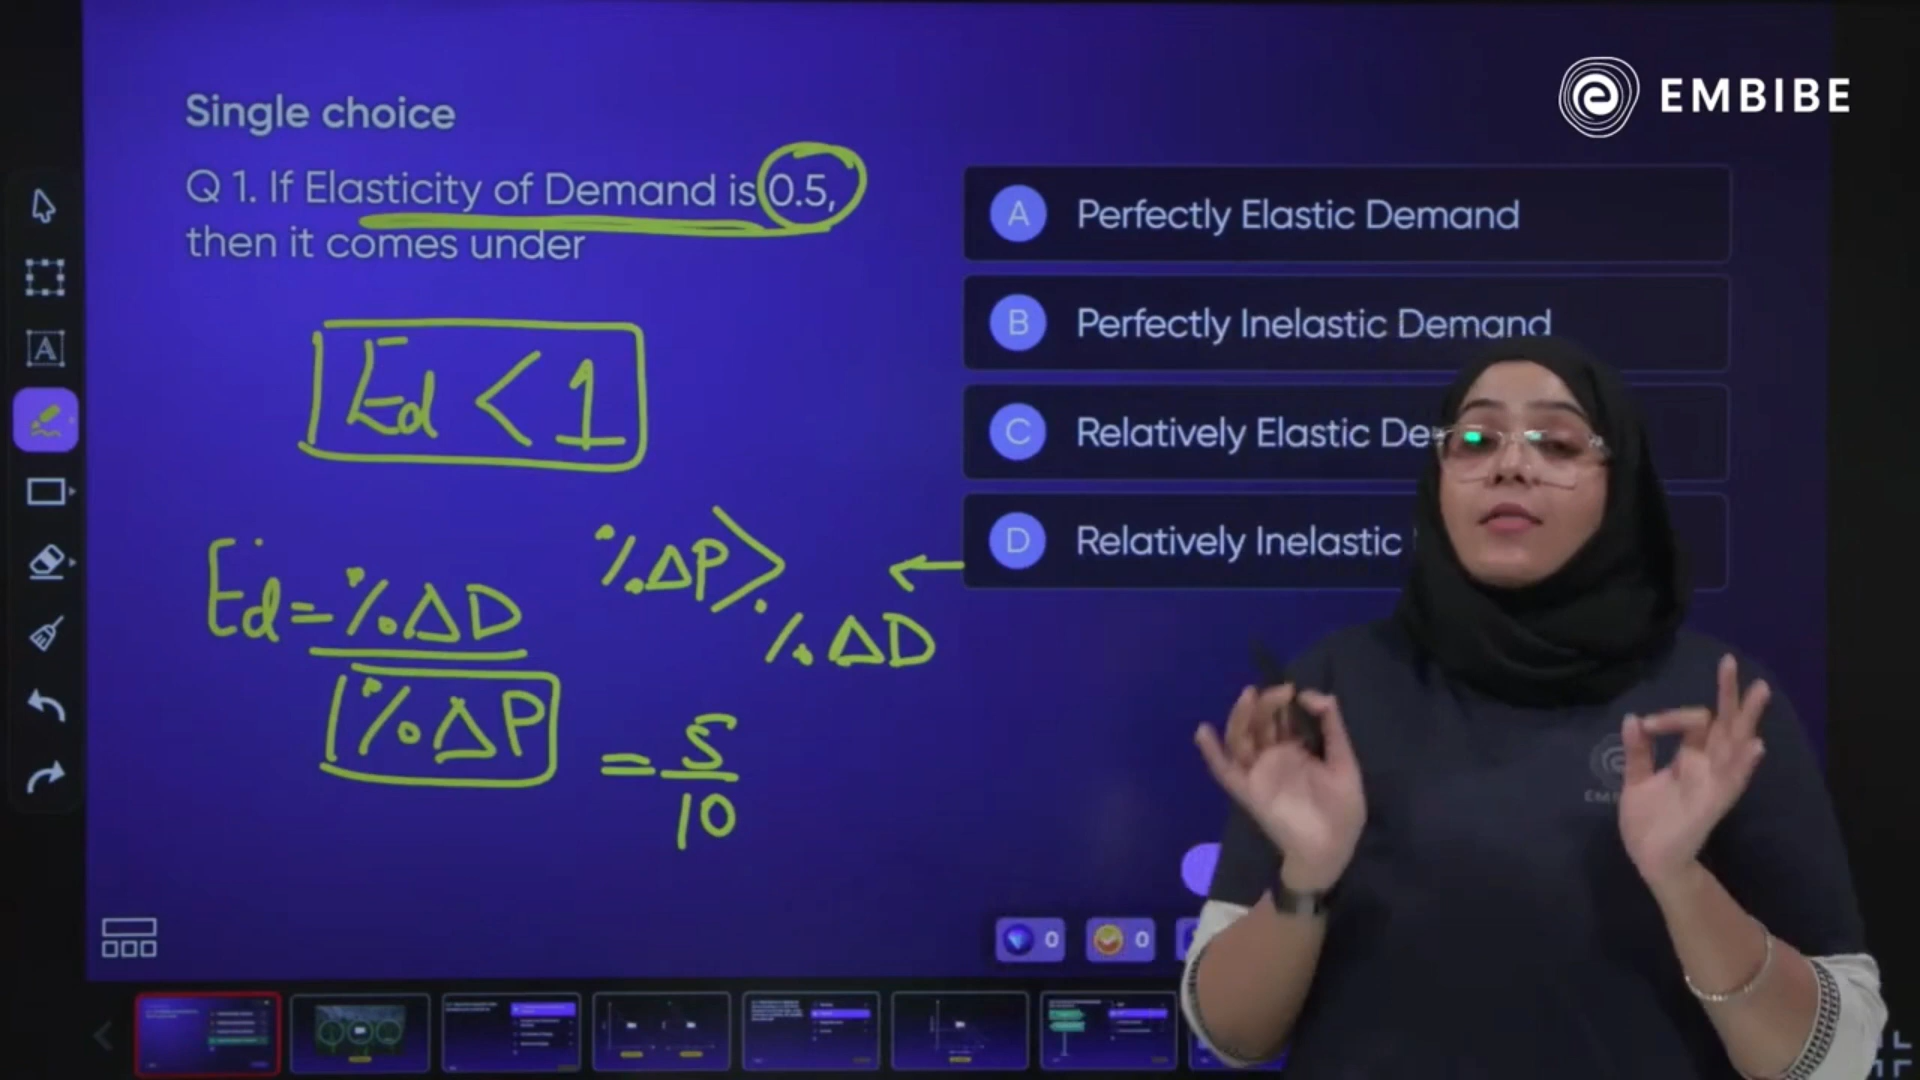 EMBIBE
Single choice
Q 1. If Elasticity of Demand is 0.5,
then it comes under
A Perfectly Elastic Demand
B Perfectly Inelastic Demand
C Relatively Elastic De
D Relatively Inelastic
Ed < 1
%ΔP >
%ΔD
Ed = %ΔD
%ΔP
= 5
10
0 0